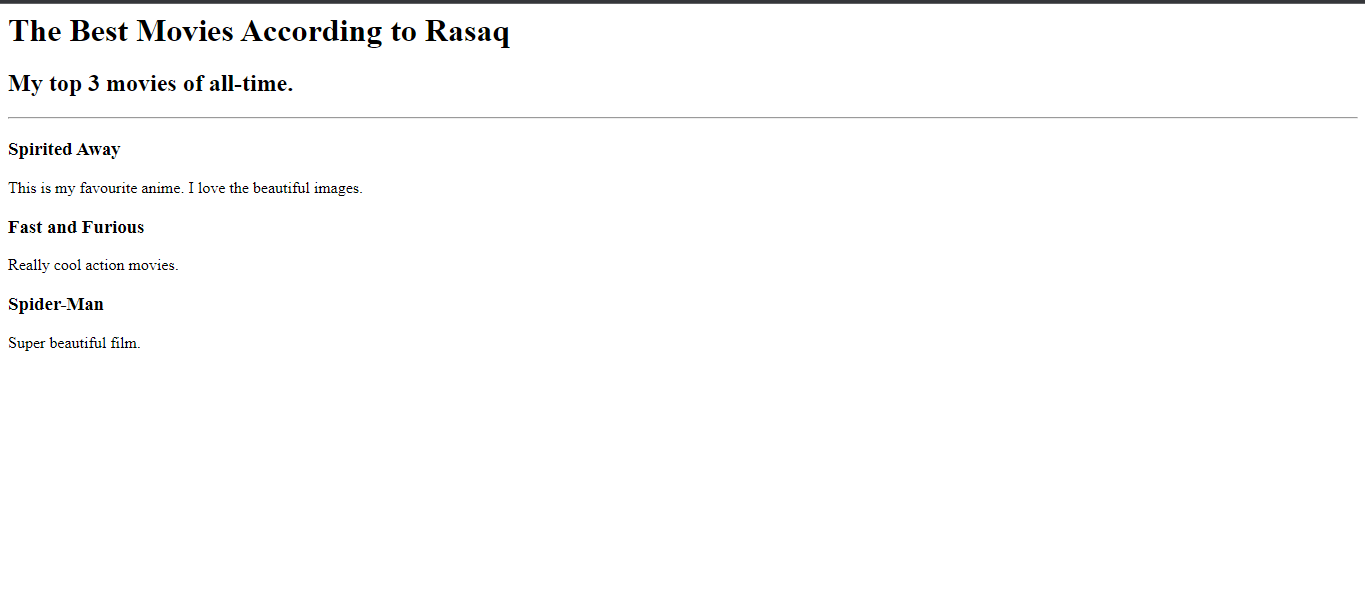 The Best Movies According to Rasaq
My top 3 movies of all-time.
Spirited Away
This is my favourite anime. I love the beautiful images.
Fast and Furious
Really cool action movies.
Spider-Man
Super beautiful film.